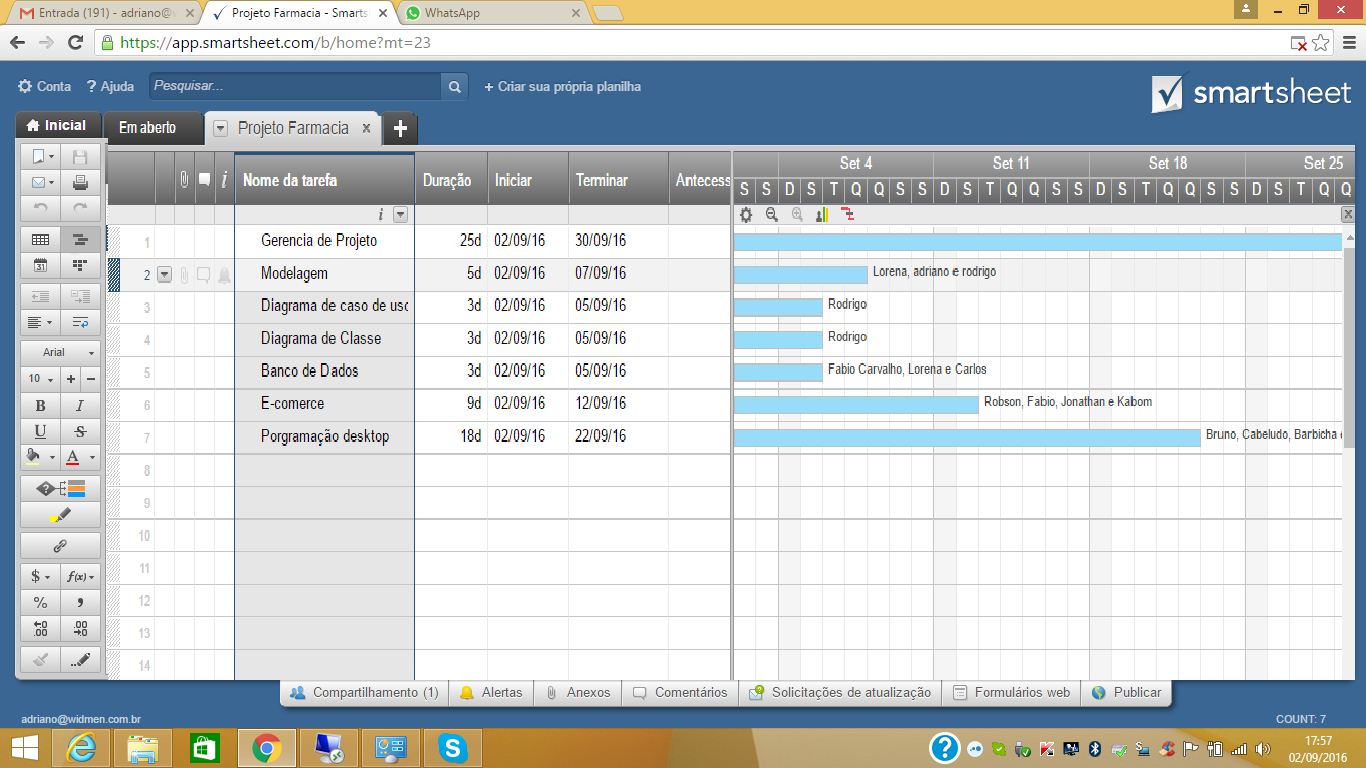 Entrada (191) - adriano@w
Projeto Farmacia - Smarts
WhatsApp
https://app.smartsheet.com/b/home?mt=23
Conta
? Ajuda
Pesquisar...
+ Criar sua própria planilha
smartsheet
Inicial
Em aberto
Projeto Farmacia x
Nome da tarefa Duração Iniciar Terminar Antecess
Set 4 Set 11 Set 18 Set 25
S S D S T Q Q S S D S T Q Q S S D S T Q Q S S D S T Q Q
1 Gerencia de Projeto 25d 02/09/16 30/09/16
2 Modelagem 5d 02/09/16 07/09/16 Lorena, adriano e rodrigo
3 Diagrama de caso de uso 3d 02/09/16 05/09/16 Rodrigo
4 Diagrama de Classe 3d 02/09/16 05/09/16 Rodrigo
5 Banco de Dados 3d 02/09/16 05/09/16 Fabio Carvalho, Lorena e Carlos
6 E-comerce 9d 02/09/16 12/09/16 Robson, Fabio, Jonathan e Kabom
7 Porgramação desktop 18d 02/09/16 22/09/16 Bruno, Cabeludo, Barbicha e
8
9
10
11
12
13
14
31
Arial
10 + −
B I
U S
A
$ f(x)
% ,
←0 .00 .00 →.0
Compartilhamento (1) Alertas Anexos Comentários Solicitações de atualização Formulários web Publicar
adriano@widmen.com.br
COUNT: 7
17:57
02/09/2016